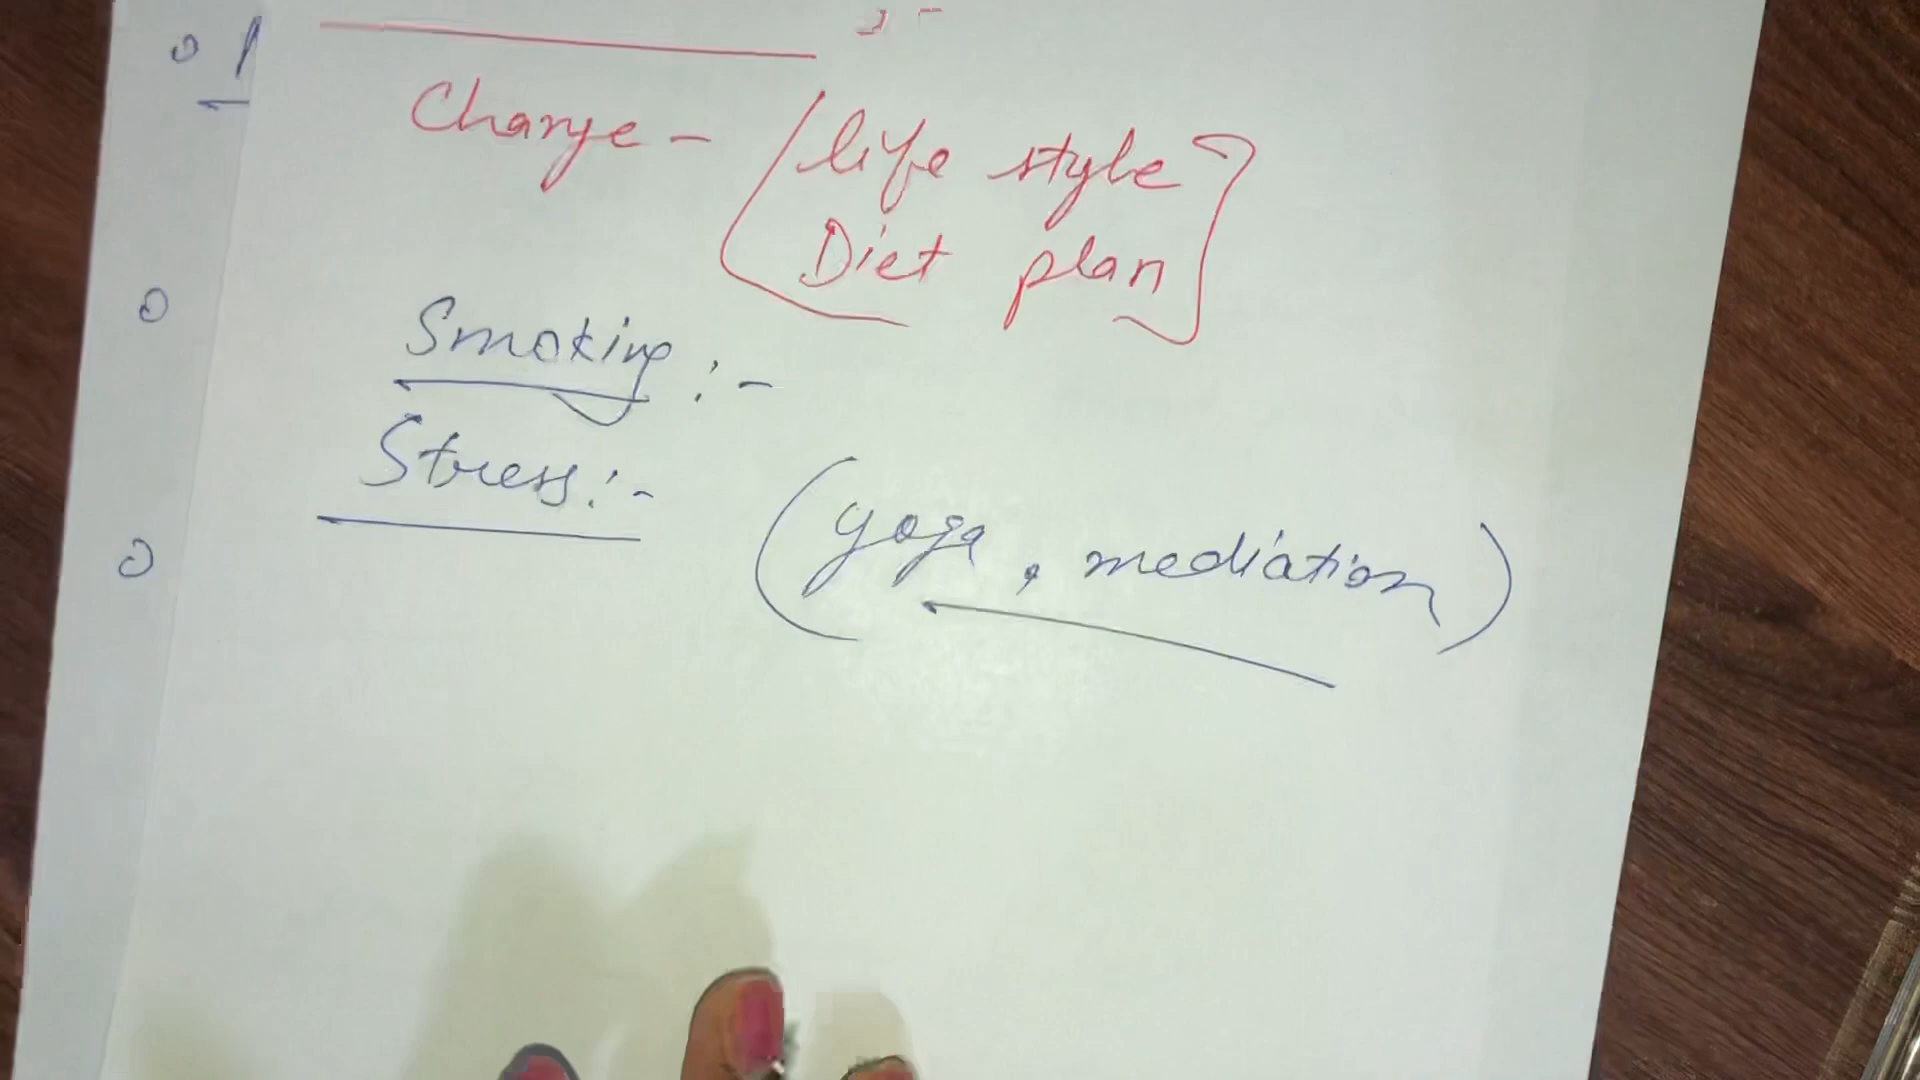 Change - [life style
Diet plan]
Smoking :-
Stress :-
(yoga, mediation)